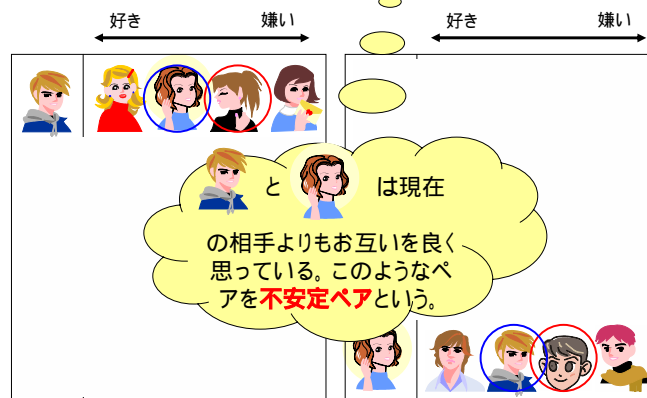 好き 嫌い
好き 嫌い
と は現在
の相手よりもお互いを良く
思っている。このようなペ
アを不安定ペアという。